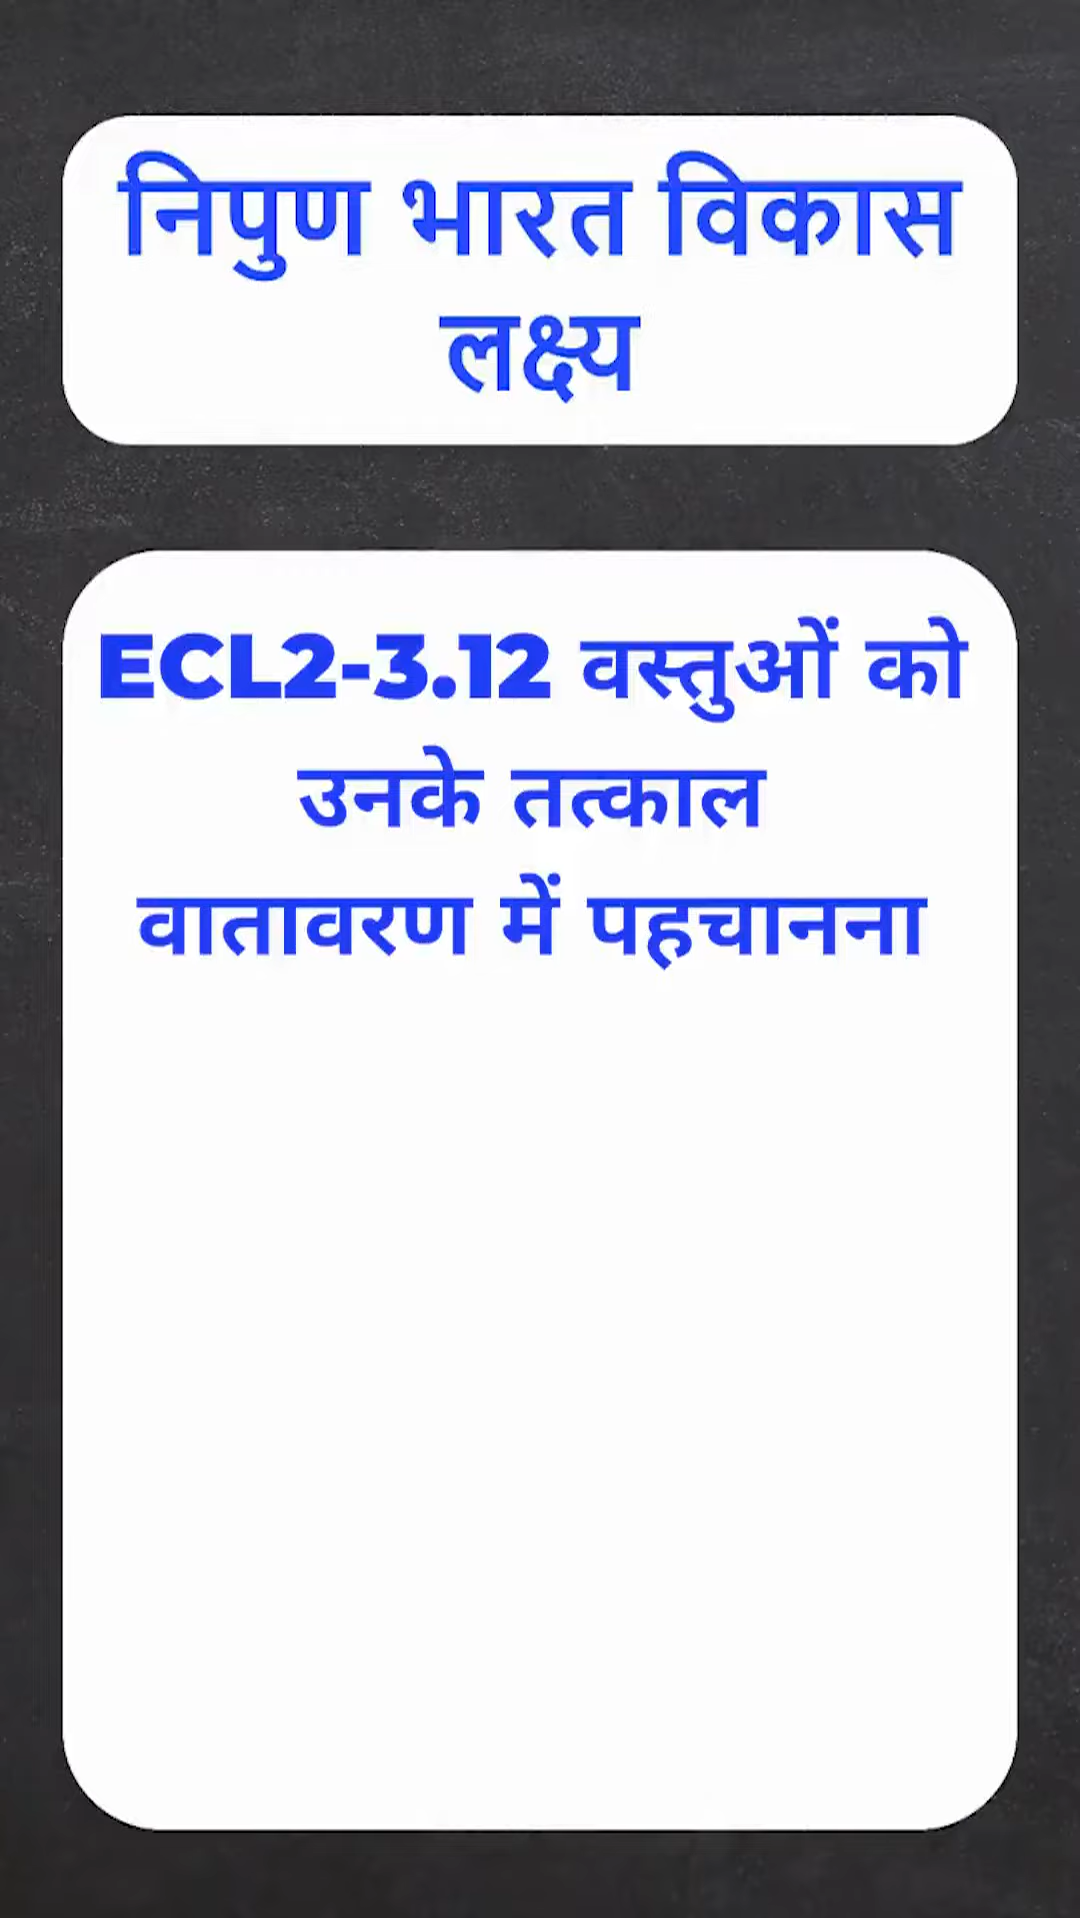 निपुण भारत विकास
लक्ष्य
ECL2-3.12 वस्तुओं को
उनके तत्काल
वातावरण में पहचानना